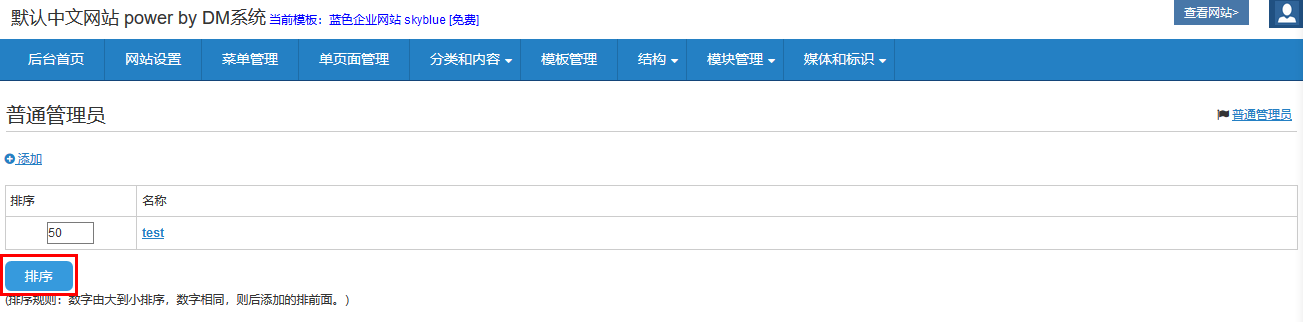 默认中文网站 power by DM系统 当前模板：蓝色企业网站 skyblue [免费] 查看网站>
后台首页 网站设置 菜单管理 单页面管理 分类和内容 模板管理 结构 模块管理 媒体和标识
普通管理员 普通管理员
添加
排序 名称
50 test
排序
(排序规则：数字由大到小排序，数字相同，则后添加的排前面。)